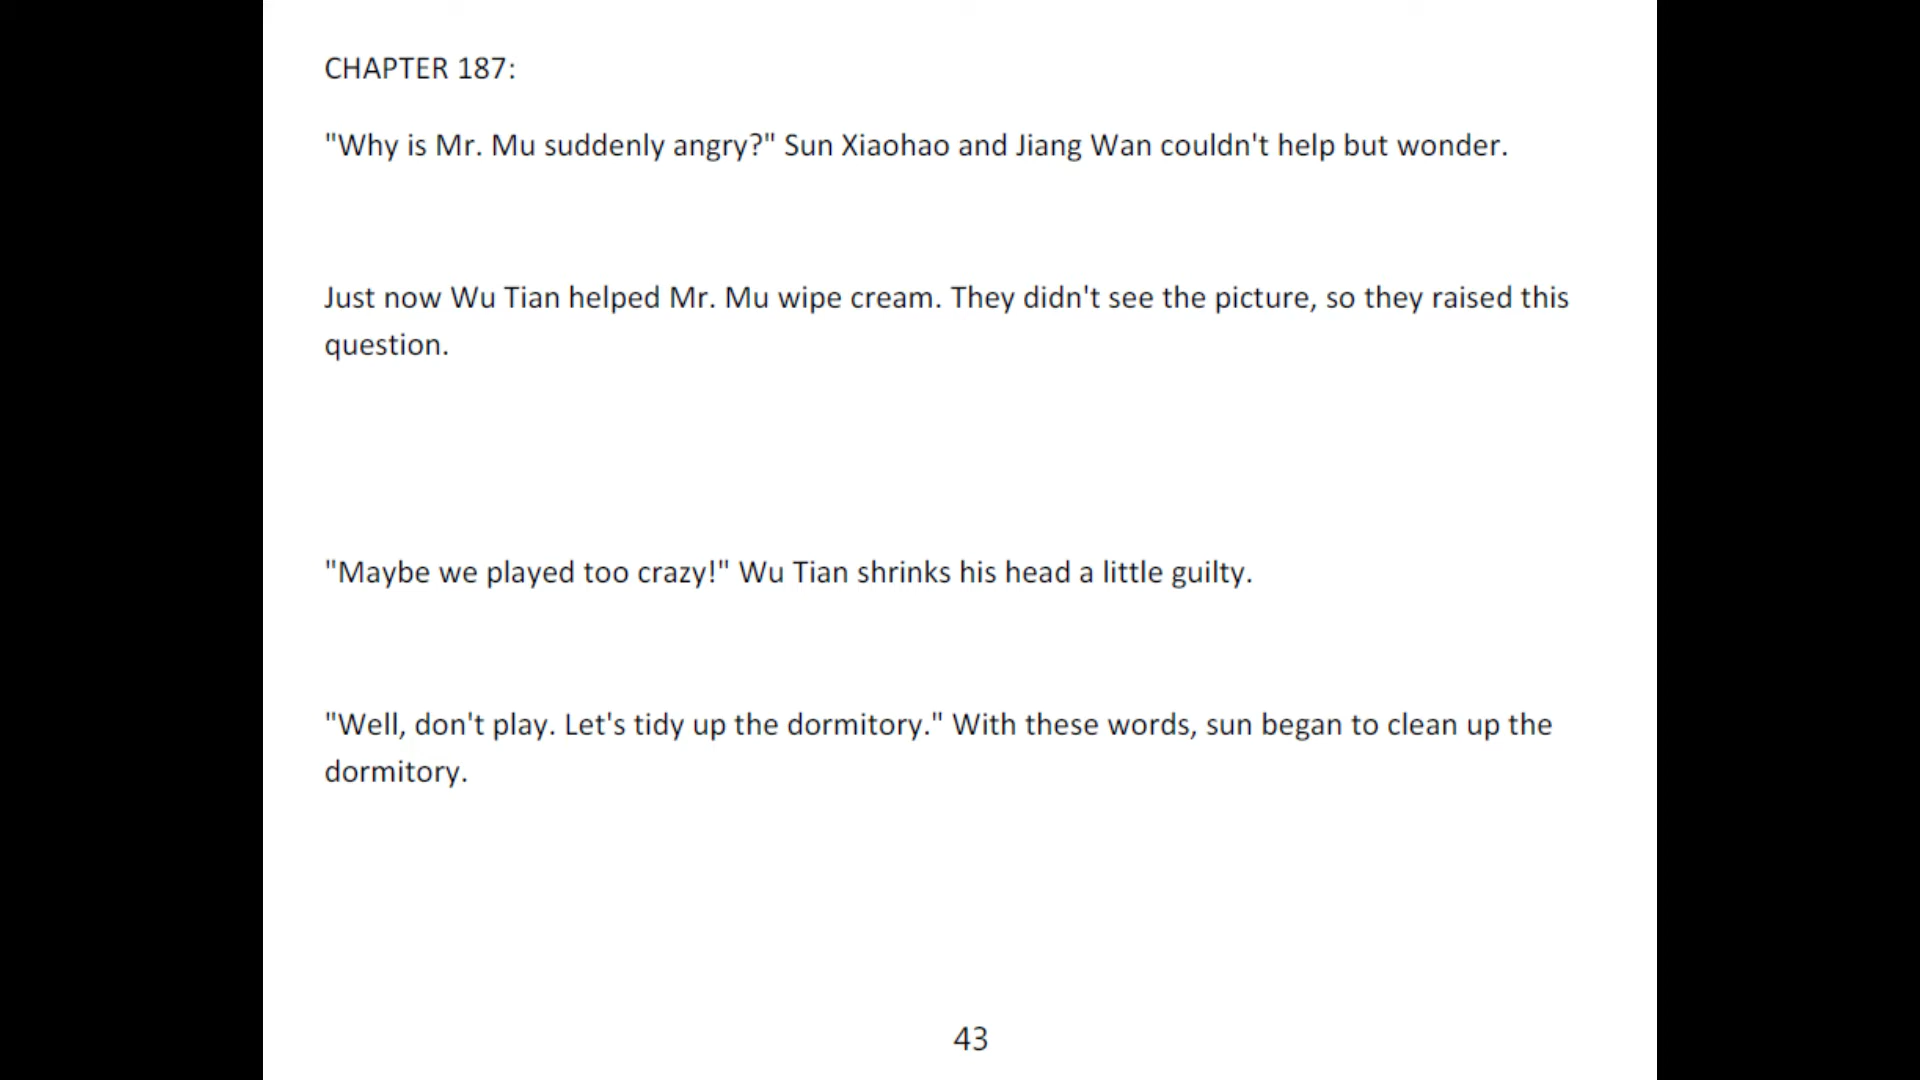 CHAPTER 187:
"Why is Mr. Mu suddenly angry?" Sun Xiaohao and Jiang Wan couldn't help but wonder.
Just now Wu Tian helped Mr. Mu wipe cream. They didn't see the picture, so they raised this
question.
"Maybe we played too crazy!" Wu Tian shrinks his head a little guilty.
"Well, don't play. Let's tidy up the dormitory." With these words, sun began to clean up the
dormitory.
43